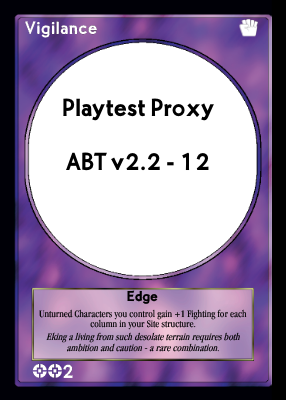 Vigilance
Playtest Proxy
ABT v2.2 - 12
Edge
Unturned Characters you control gain +1 Fighting for each
column in your Site structure.
Eking a living from such desolate terrain requires both
ambition and caution - a rare combination.
2